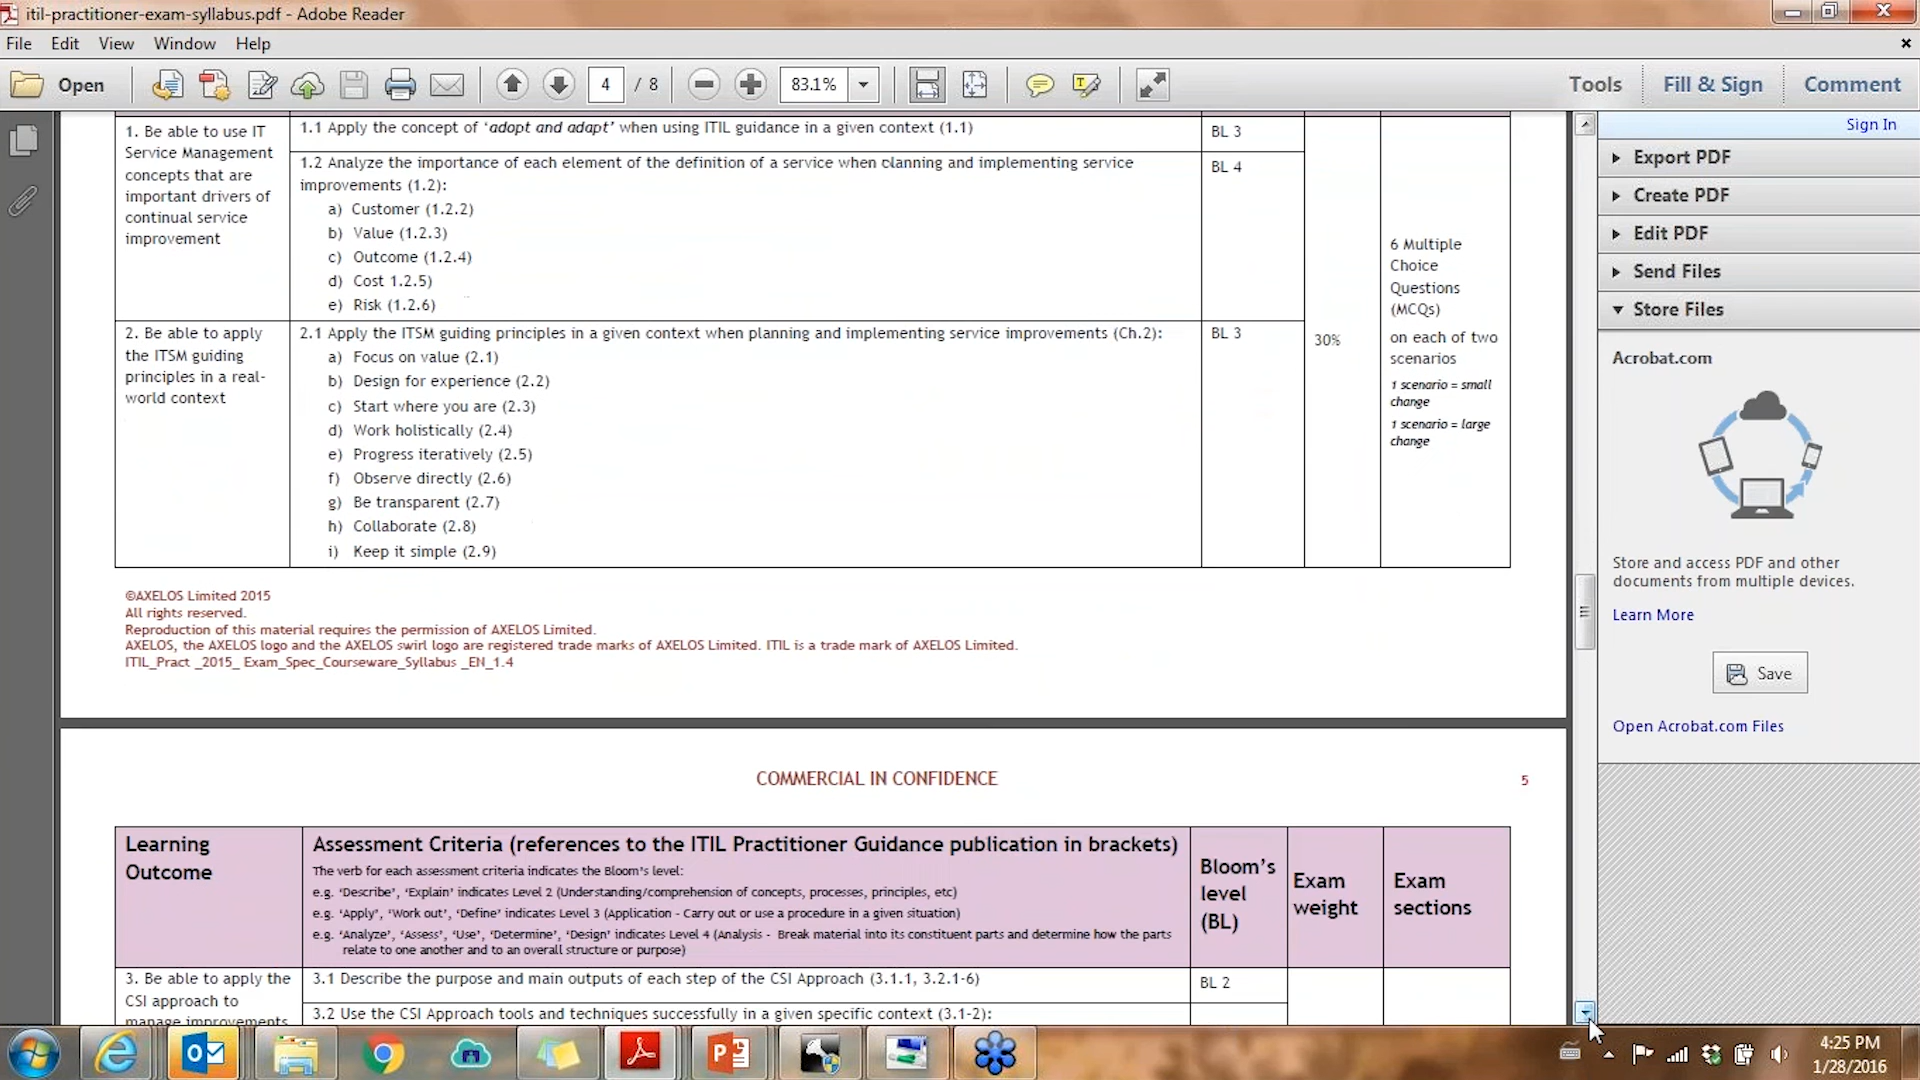 itil-practitioner-exam-syllabus.pdf - Adobe Reader
File Edit View Window Help
Open
4 / 8
83.1%
Tools Fill & Sign Comment
Sign In
Export PDF
Create PDF
Edit PDF
Send Files
Store Files
Acrobat.com
Store and access PDF and other
documents from multiple devices.
Learn More
Save
Open Acrobat.com Files
1. Be able to use IT
Service Management
concepts that are
important drivers of
continual service
improvement
1.1 Apply the concept of ‘adopt and adapt’ when using ITIL guidance in a given context (1.1)
BL 3
1.2 Analyze the importance of each element of the definition of a service when planning and implementing service
improvements (1.2):
a) Customer (1.2.2)
b) Value (1.2.3)
c) Outcome (1.2.4)
d) Cost 1.2.5)
e) Risk (1.2.6)
BL 4
2. Be able to apply
the ITSM guiding
principles in a real-
world context
2.1 Apply the ITSM guiding principles in a given context when planning and implementing service improvements (Ch.2):
a) Focus on value (2.1)
b) Design for experience (2.2)
c) Start where you are (2.3)
d) Work holistically (2.4)
e) Progress iteratively (2.5)
f) Observe directly (2.6)
g) Be transparent (2.7)
h) Collaborate (2.8)
i) Keep it simple (2.9)
BL 3
30%
6 Multiple
Choice
Questions
(MCQs)
on each of two
scenarios
1 scenario = small
change
1 scenario = large
change
©AXELOS Limited 2015
All rights reserved.
Reproduction of this material requires the permission of AXELOS Limited.
AXELOS, the AXELOS logo and the AXELOS swirl logo are registered trade marks of AXELOS Limited. ITIL is a trade mark of AXELOS Limited.
ITIL_Pract _2015_ Exam_Spec_Courseware_Syllabus _EN_1.4
COMMERCIAL IN CONFIDENCE
5
Learning
Outcome
Assessment Criteria (references to the ITIL Practitioner Guidance publication in brackets)
The verb for each assessment criteria indicates the Bloom’s level:
e.g. ‘Describe’, ‘Explain’ indicates Level 2 (Understanding/comprehension of concepts, processes, principles, etc)
e.g. ‘Apply’, ‘Work out’, ‘Define’ indicates Level 3 (Application - Carry out or use a procedure in a given situation)
e.g. ‘Analyze’, ‘Assess’, ‘Use’, ‘Determine’, ‘Design’ indicates Level 4 (Analysis - Break material into its constituent parts and determine how the parts
relate to one another and to an overall structure or purpose)
Bloom’s
level
(BL)
Exam
weight
Exam
sections
3. Be able to apply the
CSI approach to
manage improvements
3.1 Describe the purpose and main outputs of each step of the CSI Approach (3.1.1, 3.2.1-6)
BL 2
3.2 Use the CSI Approach tools and techniques successfully in a given specific context (3.1-2):
4:25 PM
1/28/2016